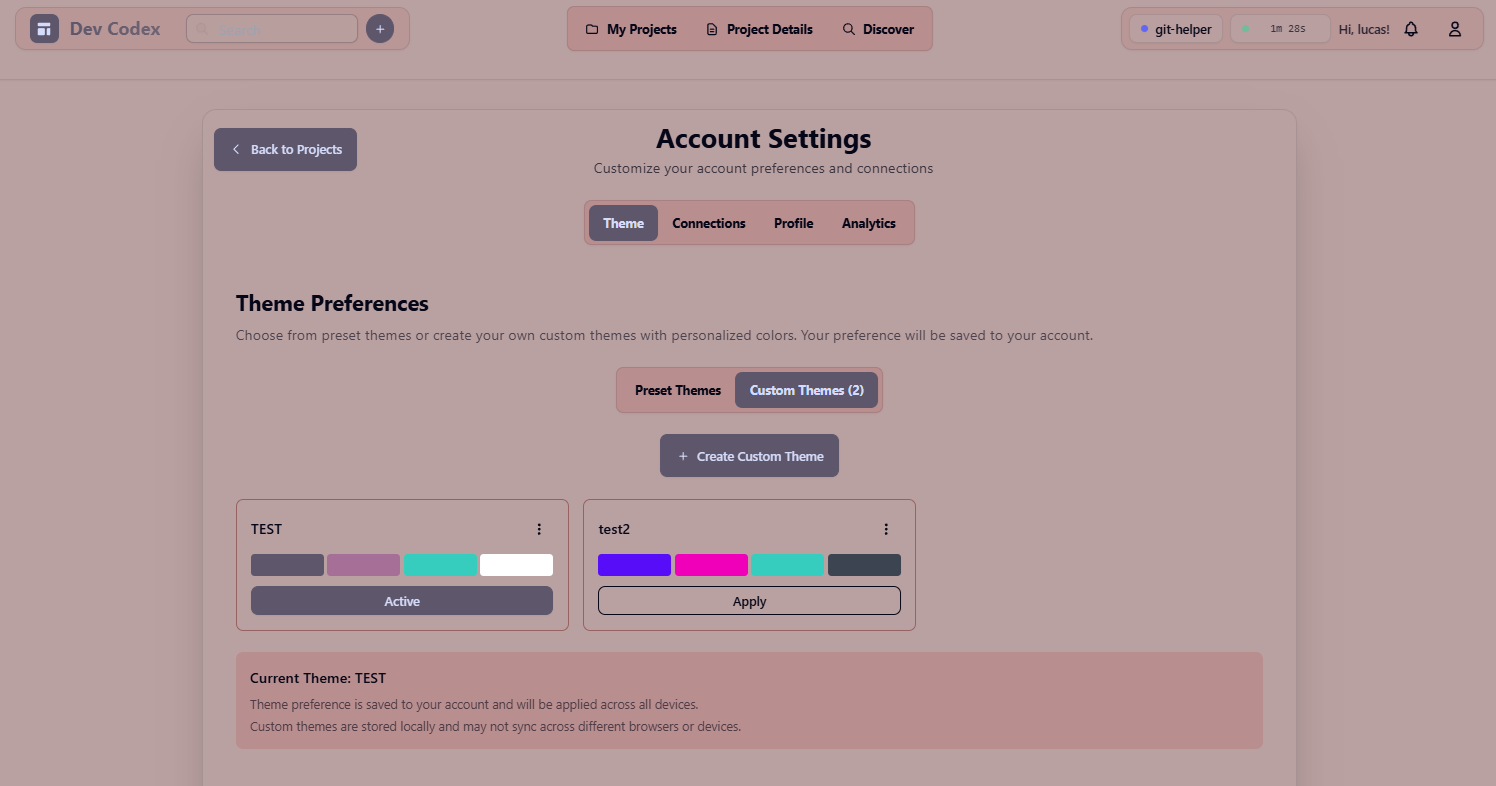 Dev Codex
Search
+
My Projects
Project Details
Discover
git-helper
1m 28s
Hi, lucas!
Back to Projects
Account Settings
Customize your account preferences and connections
Theme
Connections
Profile
Analytics
Theme Preferences
Choose from preset themes or create your own custom themes with personalized colors. Your preference will be saved to your account.
Preset Themes
Custom Themes (2)
+ Create Custom Theme
TEST
test2
Active
Apply
Current Theme: TEST
Theme preference is saved to your account and will be applied across all devices.
Custom themes are stored locally and may not sync across different browsers or devices.